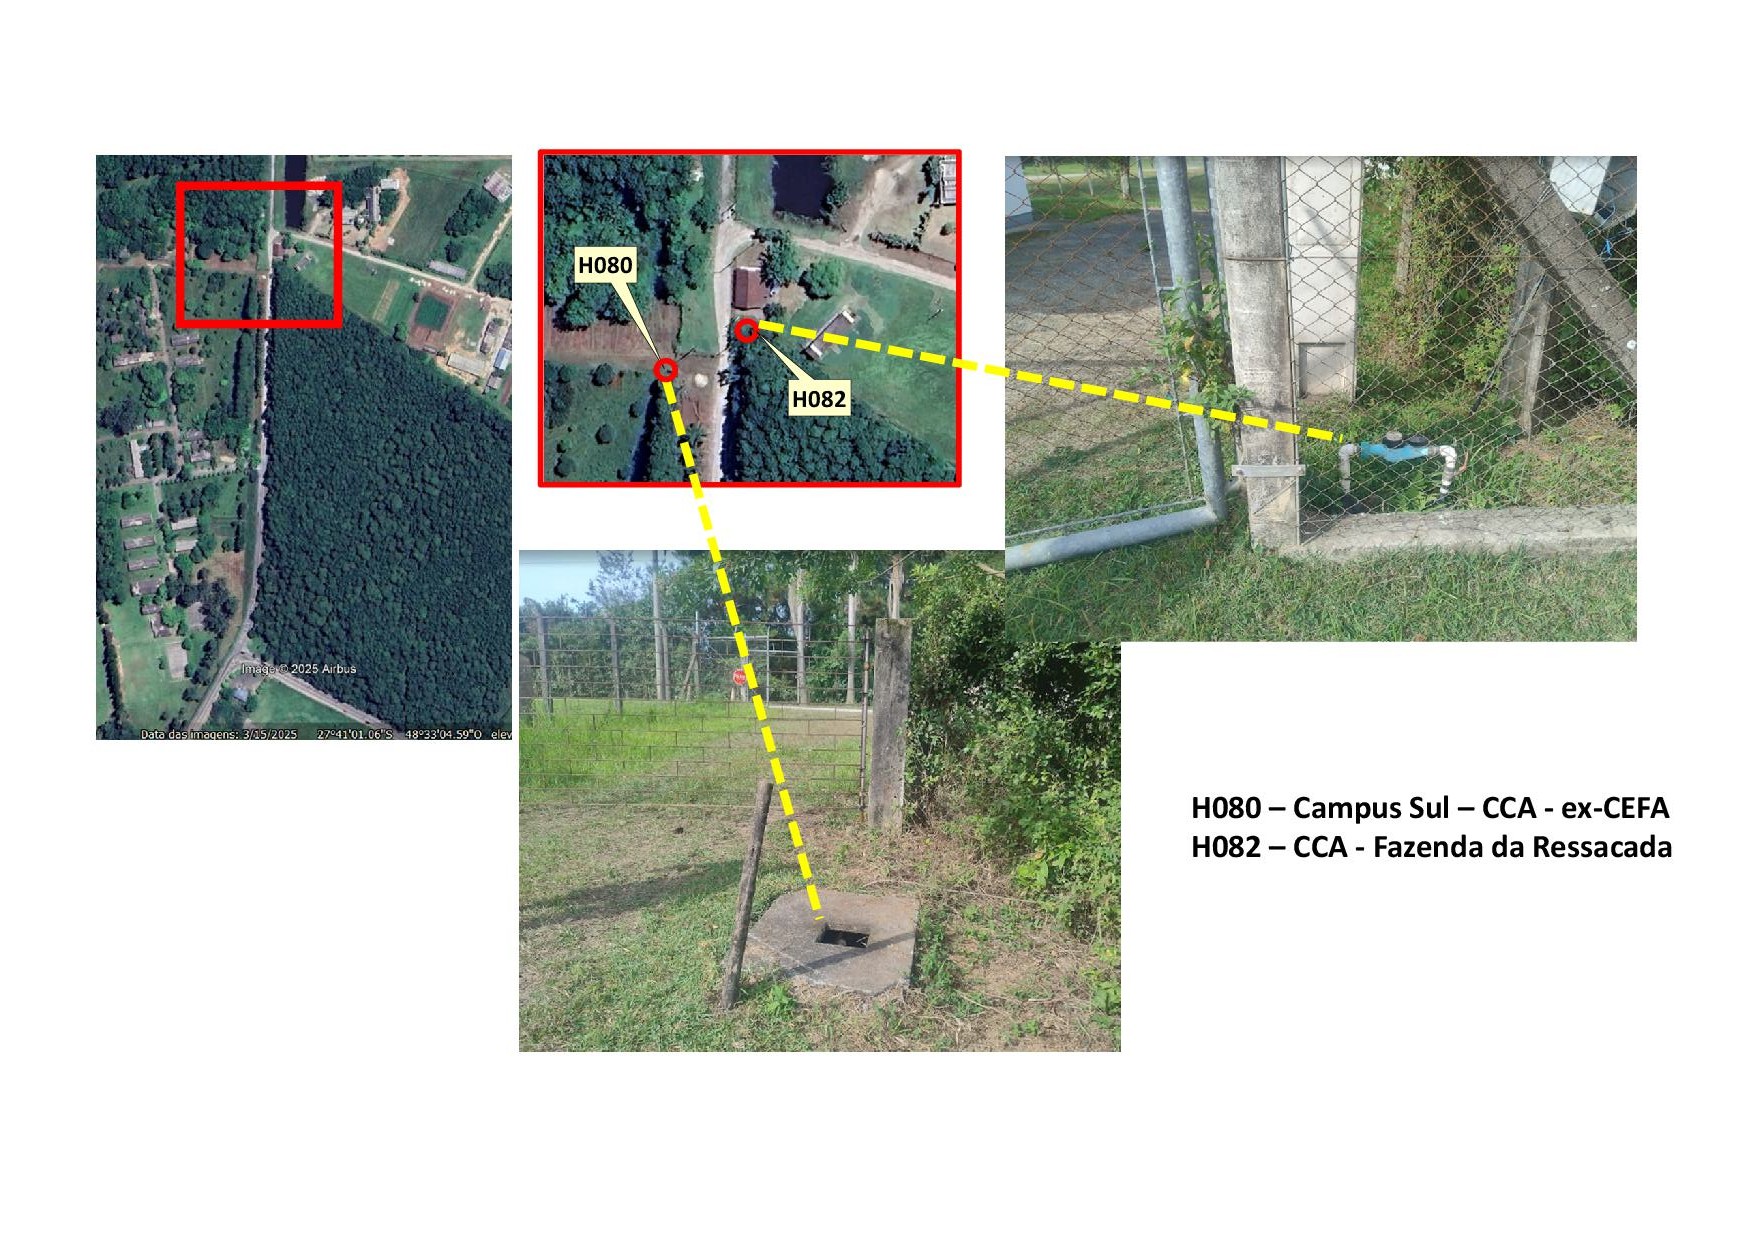 H080
H082
Image © 2025 Airbus
Data das imagens: 3/15/2025 27°41'01.06"S 48°33'04.59"O elev
H080 – Campus Sul – CCA - ex-CEFA
H082 – CCA - Fazenda da Ressacada